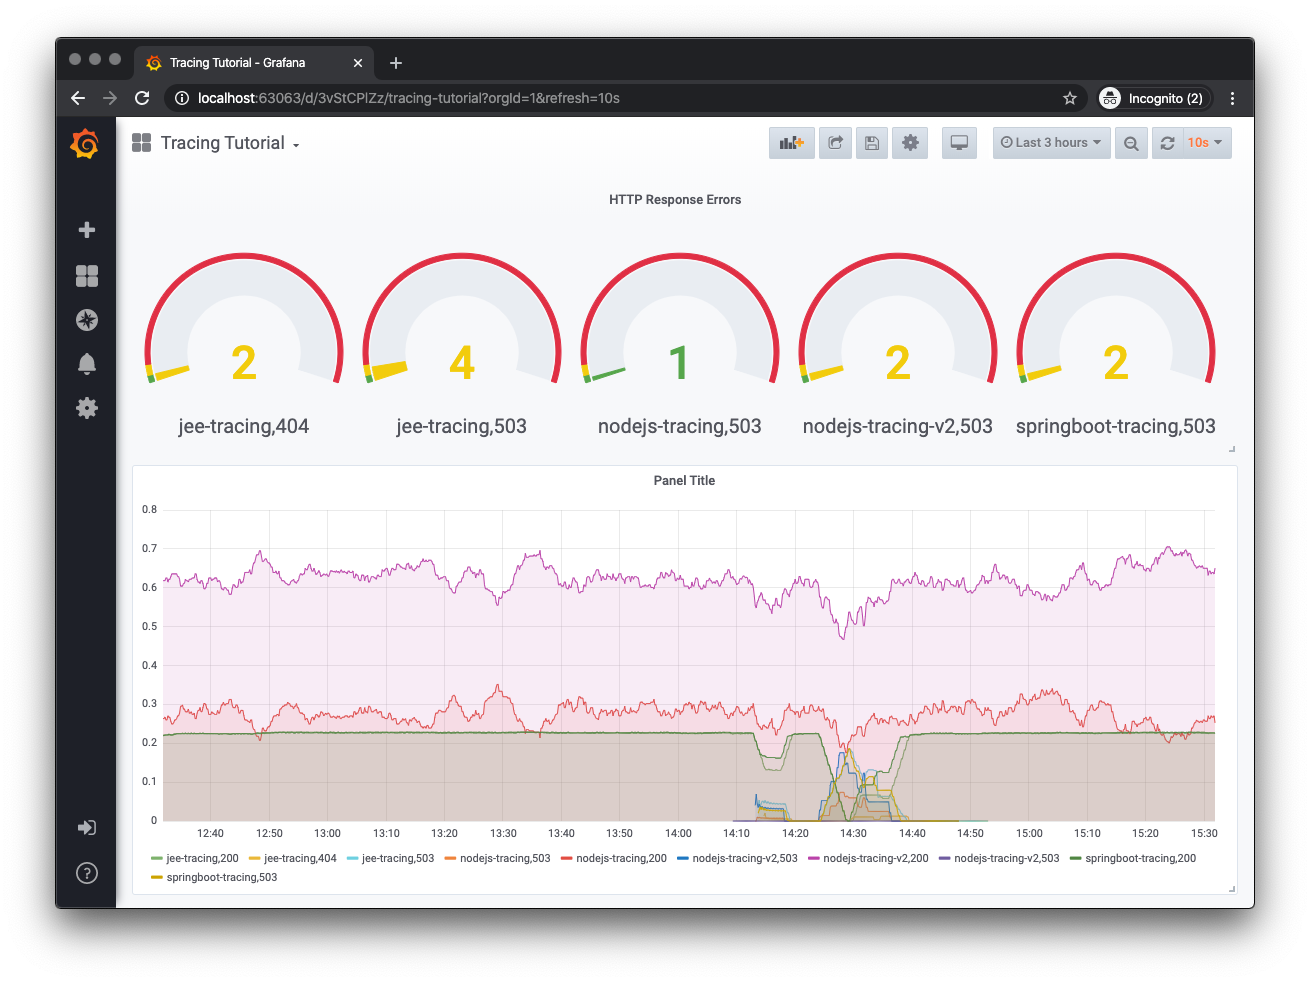 Tracing Tutorial - Grafana
localhost:63063/d/3vStCPlZz/tracing-tutorial?orgId=1&refresh=10s
Incognito (2)
Tracing Tutorial
Last 3 hours
10s
HTTP Response Errors
2 4 1 2 2
jee-tracing,404 jee-tracing,503 nodejs-tracing,503 nodejs-tracing-v2,503 springboot-tracing,503
Panel Title
0.8
0.7
0.6
0.5
0.4
0.3
0.2
0.1
0
12:40 12:50 13:00 13:10 13:20 13:30 13:40 13:50 14:00 14:10 14:20 14:30 14:40 14:50 15:00 15:10 15:20 15:30
jee-tracing,200 jee-tracing,404 jee-tracing,503 nodejs-tracing,503 nodejs-tracing,200 nodejs-tracing-v2,503 nodejs-tracing-v2,200 nodejs-tracing-v2,503 springboot-tracing,200
springboot-tracing,503